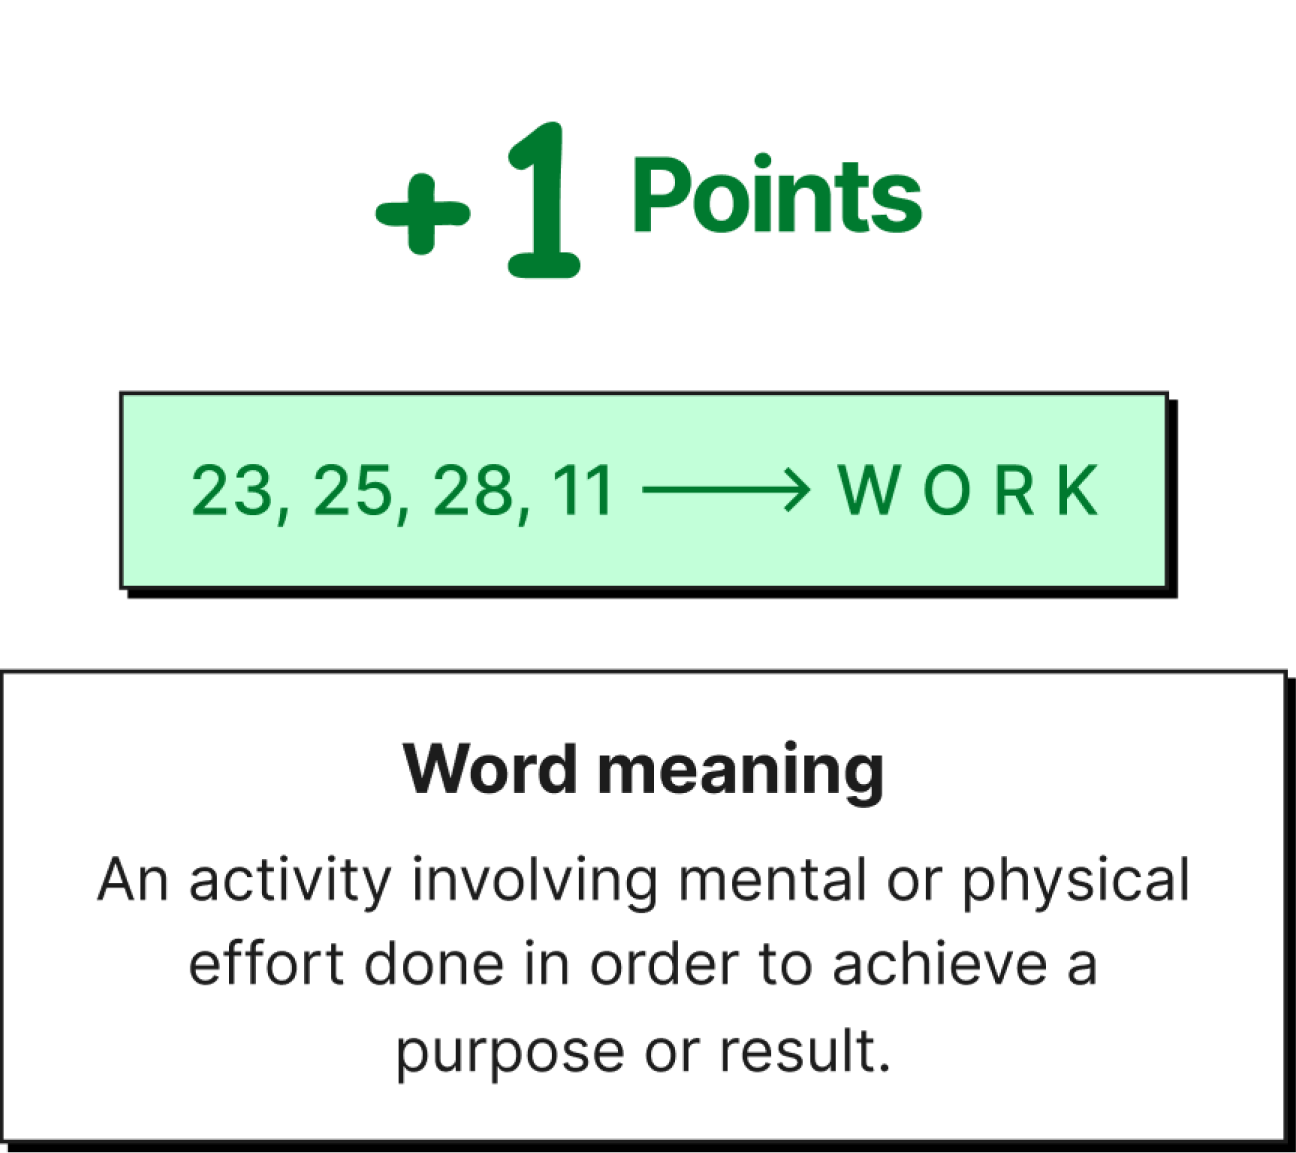 +1 Points
23, 25, 28, 11 → W O R K
Word meaning
An activity involving mental or physical
effort done in order to achieve a
purpose or result.